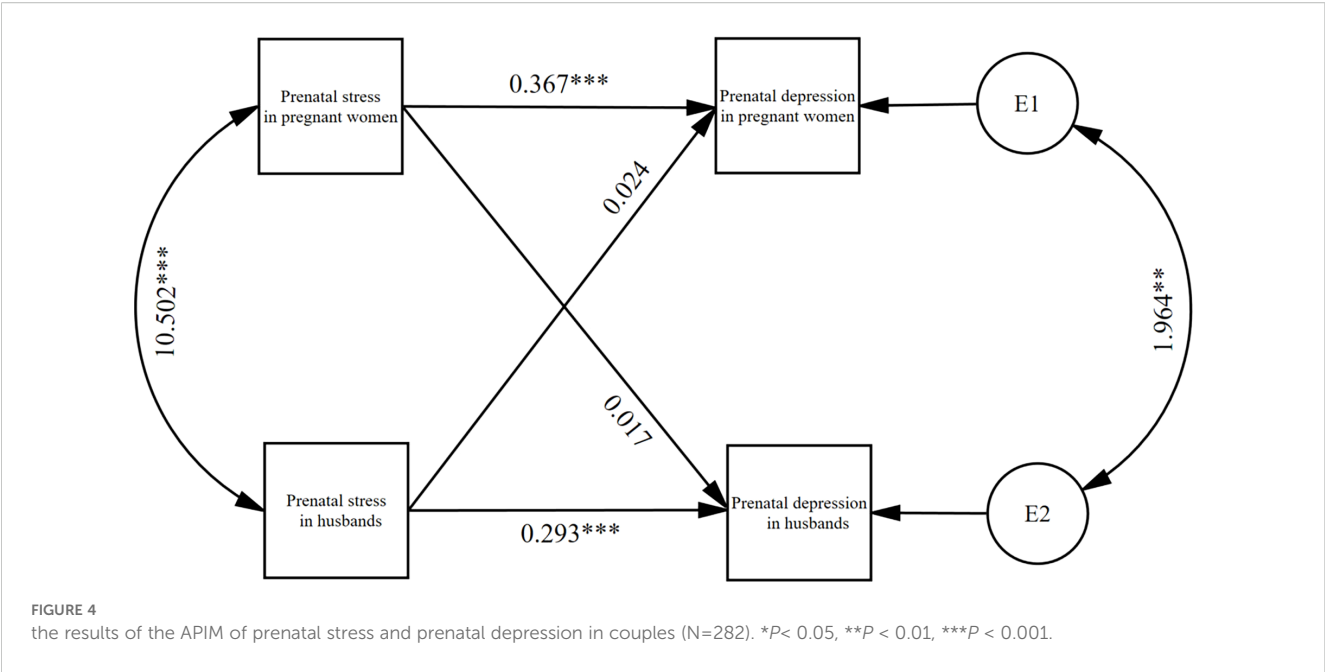 0.367***
Prenatal stress
in pregnant women
Prenatal depression
in pregnant women
E1
0.024
10.502***
1.964**
0.017
Prenatal stress
in husbands
Prenatal depression
in husbands
E2
0.293***
FIGURE 4
the results of the APIM of prenatal stress and prenatal depression in couples (N=282). *P< 0.05, **P < 0.01, ***P < 0.001.